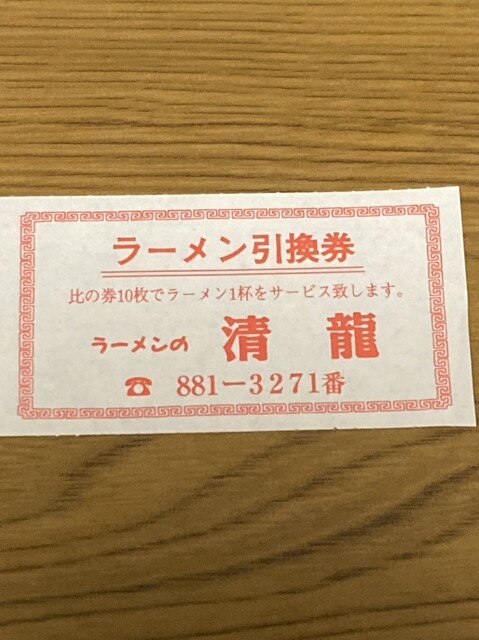 ラーメン引換券
比の券10枚でラーメン1杯をサービス致します。
ラーメンの 清龍
☎ 881－3271番